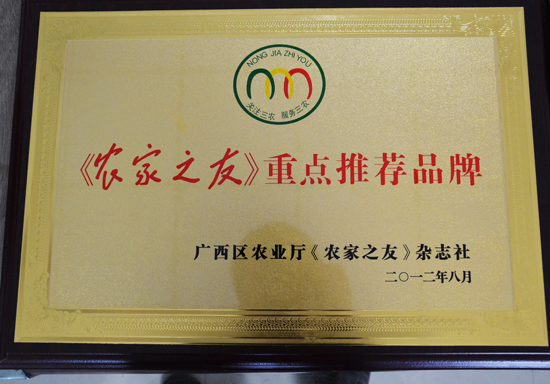 NONG JIA ZHI YOU
关注三农 服务三农
《农家之友》重点推荐品牌
广西区农业厅《农家之友》杂志社
二〇一二年八月